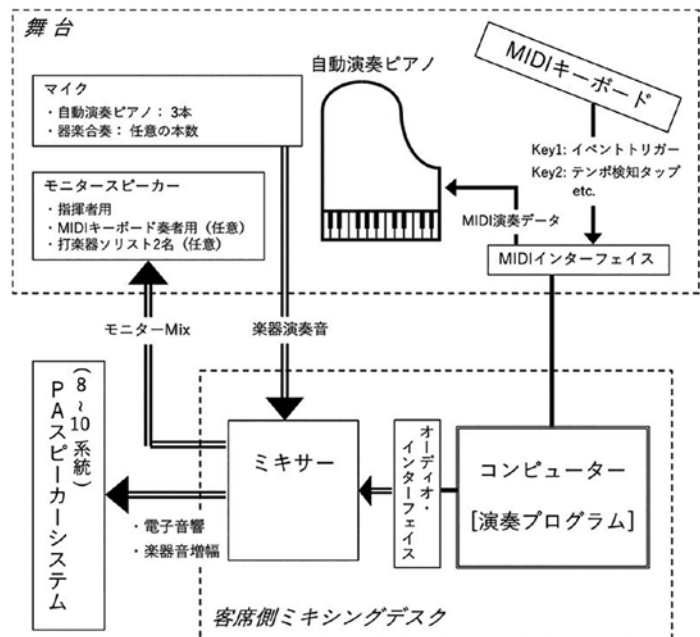 舞台
マイク
・自動演奏ピアノ： 3本
・器楽合奏： 任意の本数
モニタースピーカー
・指揮者用
・MIDIキーボード奏者用（任意）
・打楽器ソリスト2名（任意）
自動演奏ピアノ
MIDIキーボード
Key1: イベントトリガー
Key2: テンポ検知タップ
etc.
MIDI演奏データ
MIDIインターフェイス
モニターMix
楽器演奏音
PAスピーカーシステム
(8~10系統)
ミキサー
オーディオ・
インターフェイス
コンピューター
[演奏プログラム]
・電子音響
・楽器音増幅
客席側ミキシングデスク